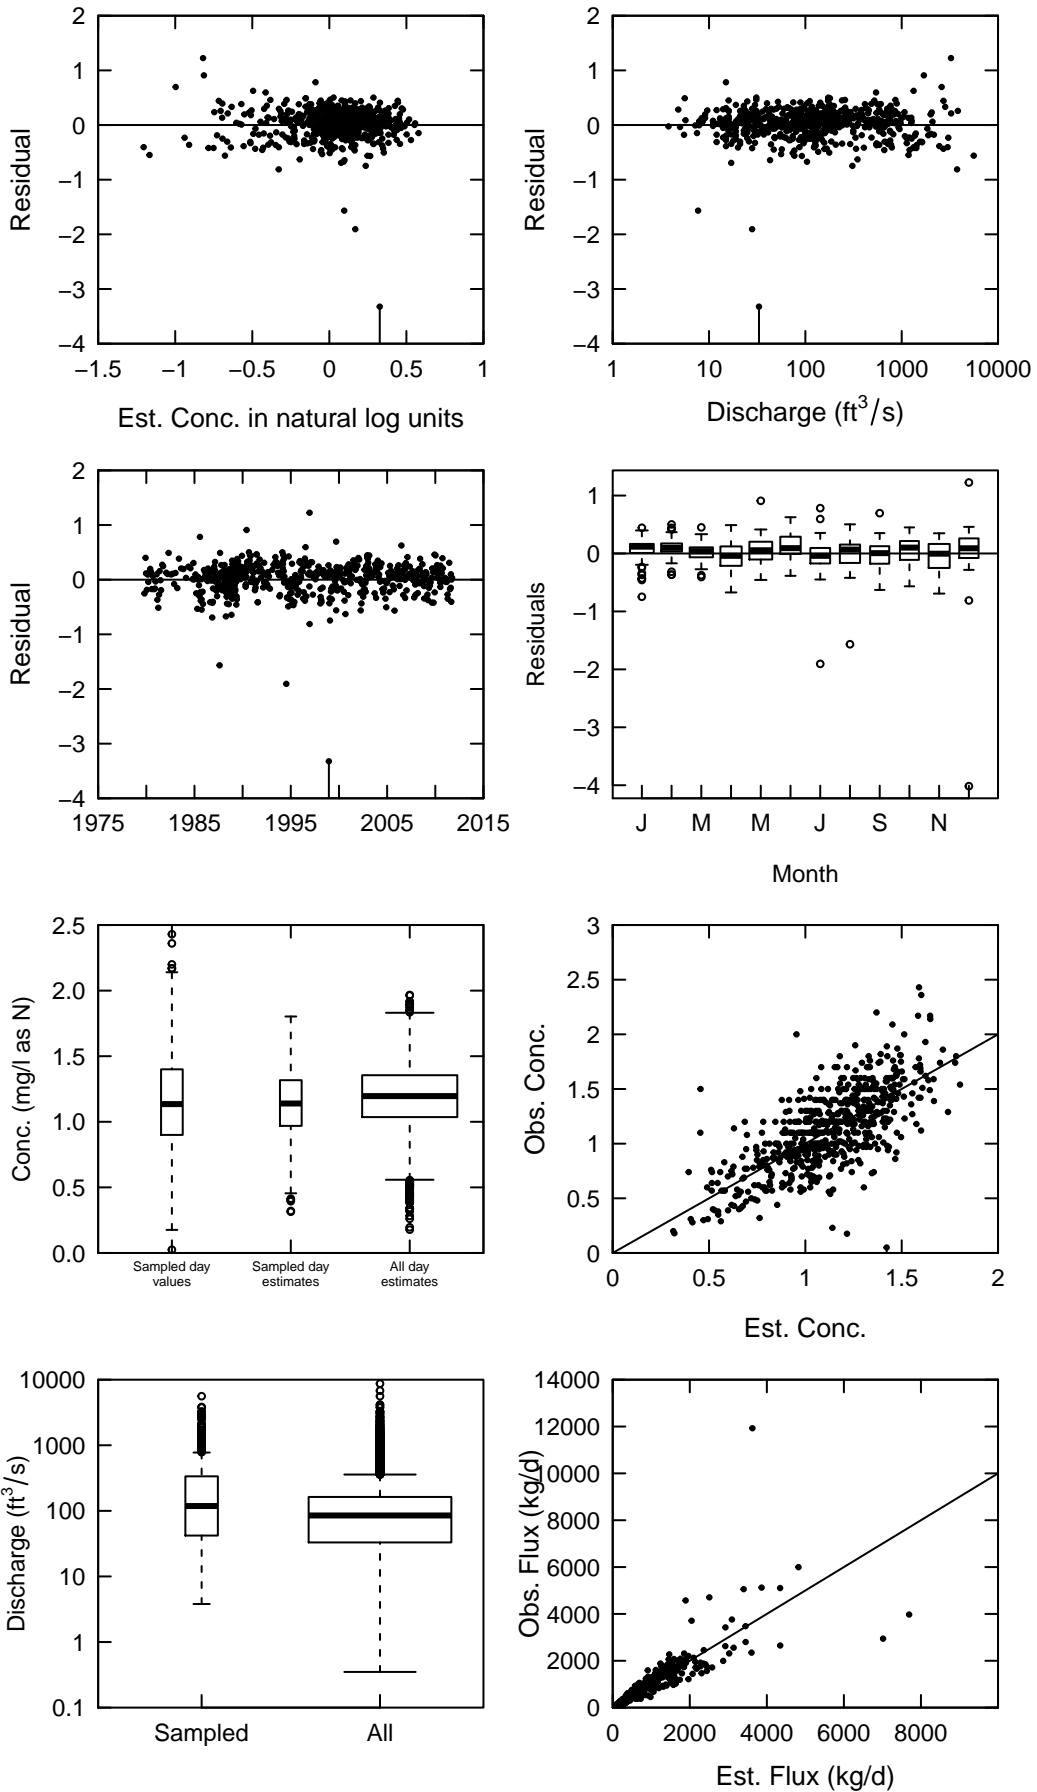 2
1
0
−1
−2
−3
−4
Residual
−1.5 −1 −0.5 0 0.5 1
Est. Conc. in natural log units
2
1
0
−1
−2
−3
−4
Residual
1 10 100 1000 10000
Discharge (ft3/s)
2
1
0
−1
−2
−3
−4
Residual
1975 1985 1995 2005 2015
1
0
−1
−2
−3
−4
Residuals
J M M J S N
Month
2.5
2.0
1.5
1.0
0.5
0.0
Conc. (mg/l as N)
Sampled day
values
Sampled day
estimates
All day
estimates
3
2.5
2
1.5
1
0.5
0
Obs. Conc.
0 0.5 1 1.5 2
Est. Conc.
10000
1000
100
10
1
0.1
Discharge (ft3/s)
Sampled All
14000
12000
10000
8000
6000
4000
2000
0
Obs. Flux (kg/d)
0 2000 4000 6000 8000
Est. Flux (kg/d)